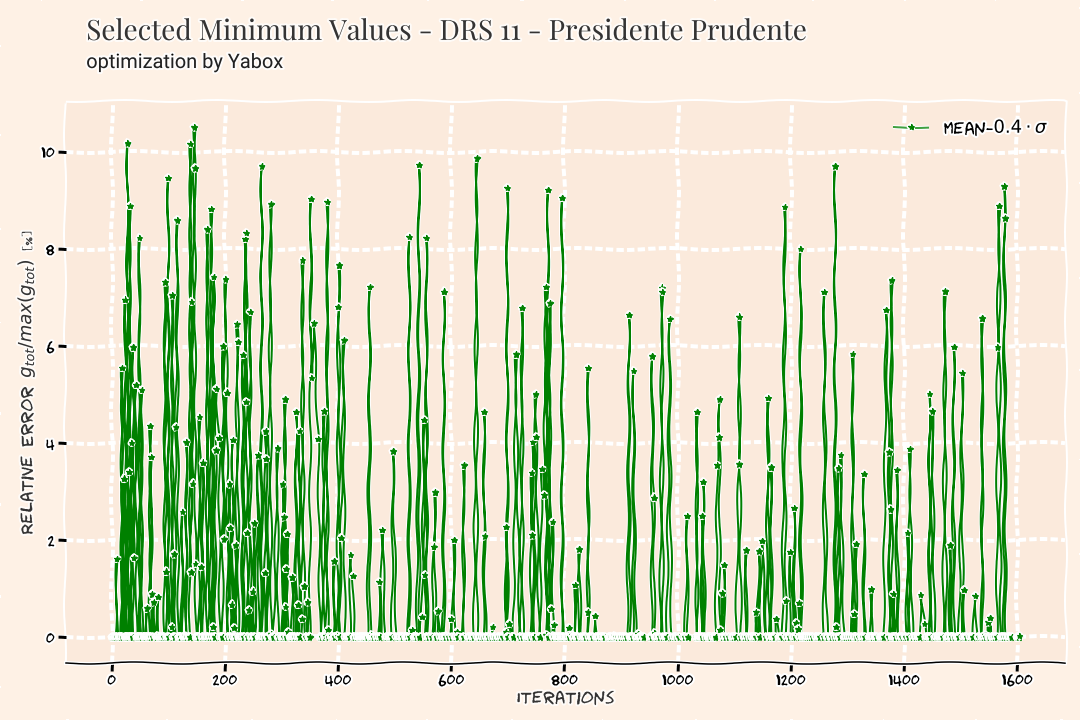 Selected Minimum Values - DRS 11 - Presidente Prudente
optimization by Yabox
MEAN-0.4 · σ
RELATIVE ERROR g_tot/max(g_tot) [%]
10
8
6
4
2
0
0 200 400 600 800 1000 1200 1400 1600
ITERATIONS